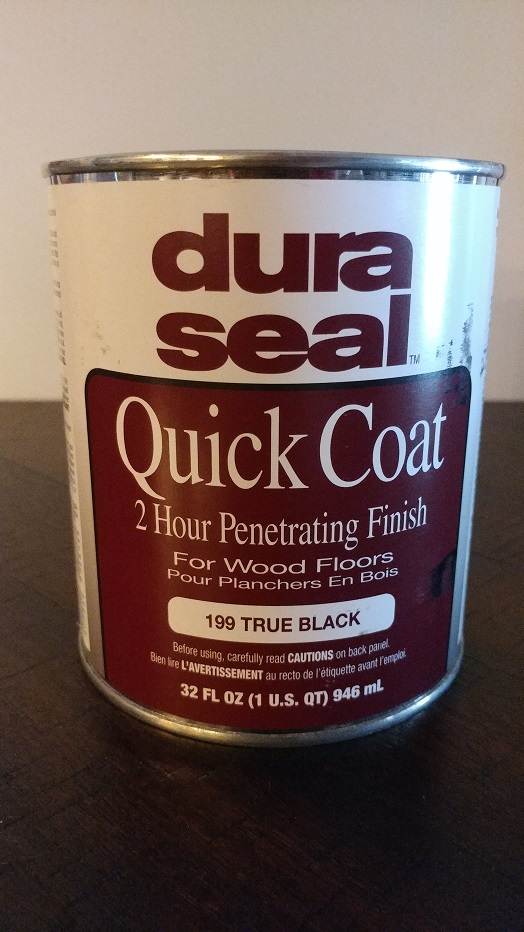 dura
seal™
Quick Coat
2 Hour Penetrating Finish
For Wood Floors
Pour Planchers En Bois
199 TRUE BLACK
Before using, carefully read CAUTIONS on back panel.
Bien lire L'AVERTISSEMENT au recto de l'étiquette avant l'emploi.
32 FL OZ (1 U.S. QT) 946 mL